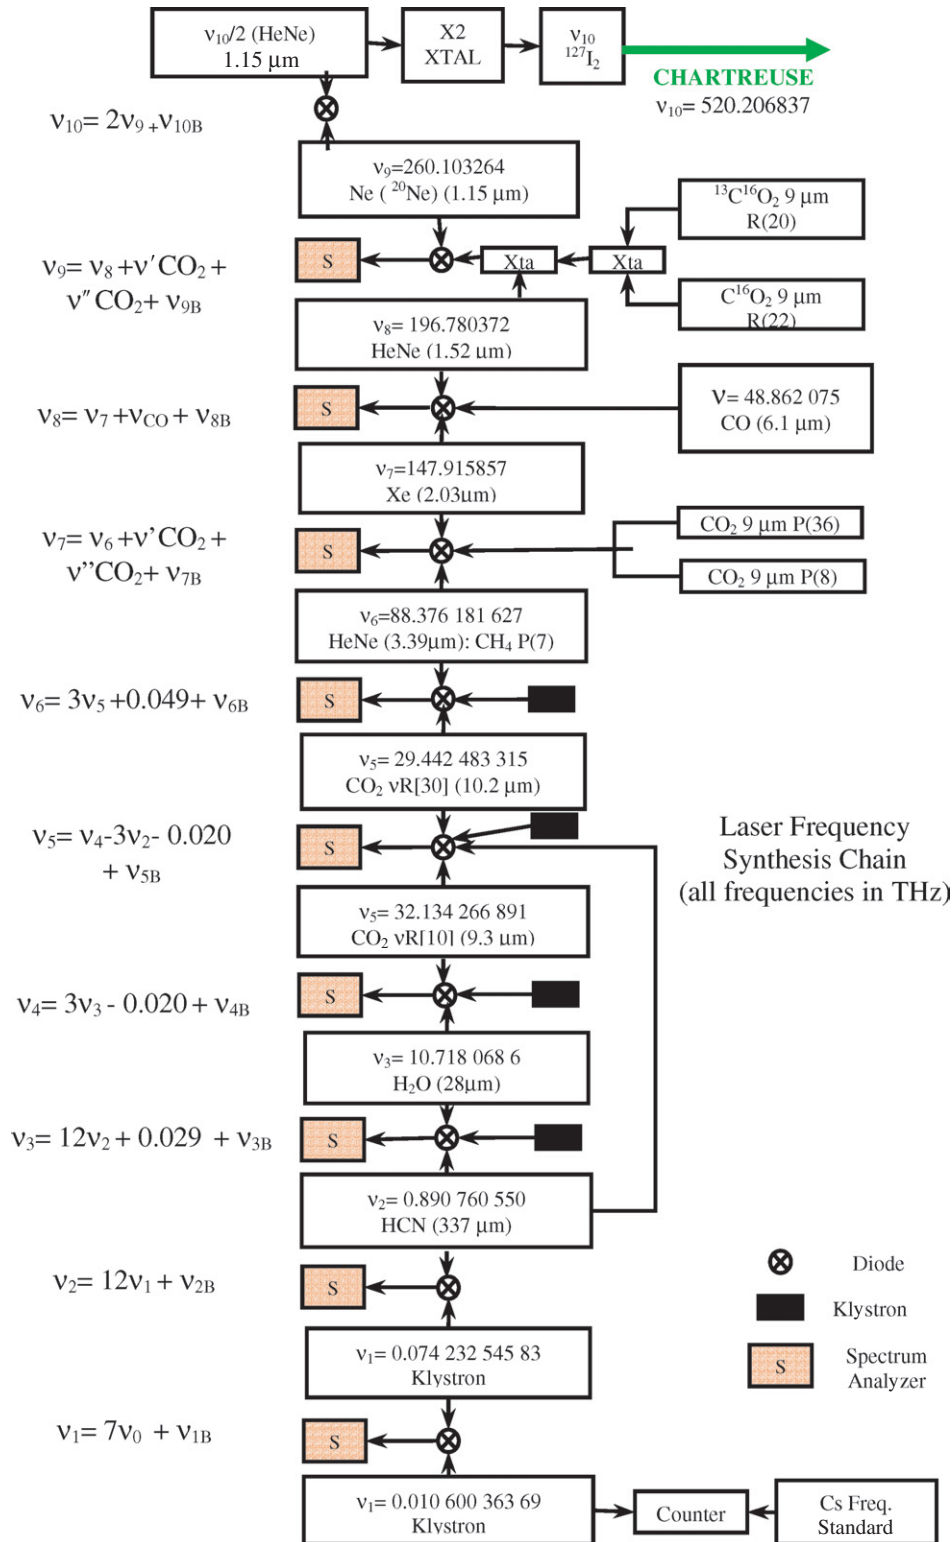 ν₁₀/2 (HeNe)
1.15 μm
X2
XTAL
ν₁₀
¹²⁷I₂
CHARTREUSE
ν₁₀= 520.206837
ν₁₀= 2ν₉ + ν₁₀B
ν₉=260.103264
Ne ( ²⁰Ne) (1.15 μm)
¹³C¹⁶O₂ 9 μm
R(20)
S
Xta
Xta
ν₉= ν₈ +ν′CO₂ +
ν″ CO₂+ ν₉B
C¹⁶O₂ 9 μm
R(22)
ν₈= 196.780372
HeNe (1.52 μm)
ν₈= ν₇ +νCO + ν₈B
S
ν= 48.862 075
CO (6.1 μm)
ν₇=147.915857
Xe (2.03μm)
ν₇= ν₆ +ν’CO₂ +
ν’’CO₂+ ν₇B
S
CO₂ 9 μm P(36)
CO₂ 9 μm P(8)
ν₆=88.376 181 627
HeNe (3.39μm): CH₄ P(7)
ν₆= 3ν₅ +0.049+ ν₆B
S
ν₅= 29.442 483 315
CO₂ νR[30] (10.2 μm)
ν₅= ν₄-3ν₂- 0.020
+ ν₅B
S
Laser Frequency
Synthesis Chain
(all frequencies in THz)
ν₅= 32.134 266 891
CO₂ νR[10] (9.3 μm)
ν₄= 3ν₃ - 0.020 + ν₄B
S
ν₃= 10.718 068 6
H₂O (28μm)
ν₃= 12ν₂ + 0.029 + ν₃B
S
ν₂= 0.890 760 550
HCN (337 μm)
ν₂= 12ν₁ + ν₂B
S
Diode
Klystron
S
Spectrum
Analyzer
ν₁= 0.074 232 545 83
Klystron
ν₁= 7ν₀ + ν₁B
S
ν₁= 0.010 600 363 69
Klystron
Counter
Cs Freq.
Standard